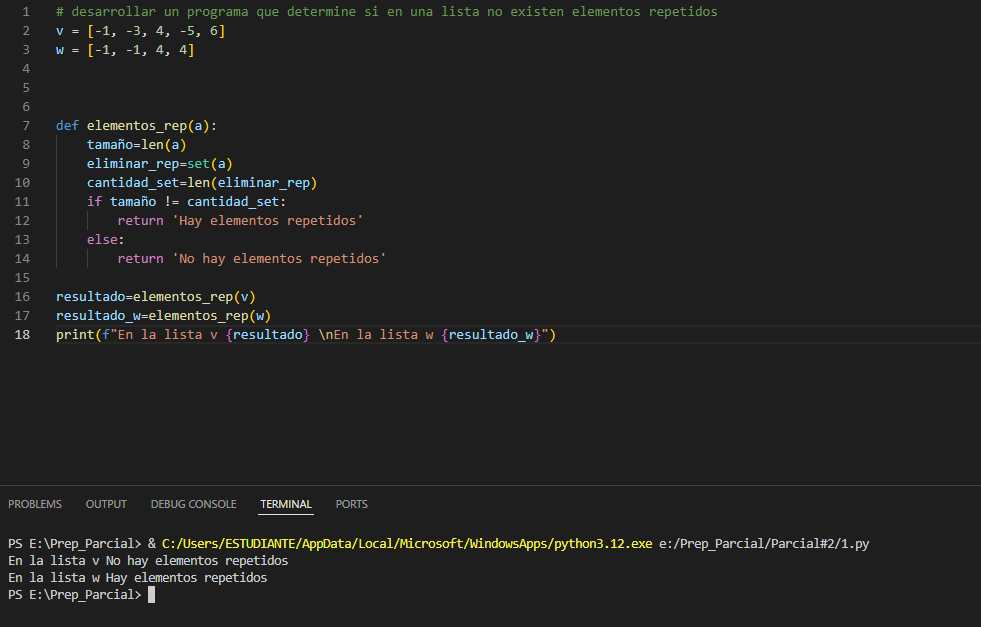 1 # desarrollar un programa que determine si en una lista no existen elementos repetidos
2 v = [-1, -3, 4, -5, 6]
3 w = [-1, -1, 4, 4]
4
5
6
7 def elementos_rep(a):
8     tamaño=len(a)
9     eliminar_rep=set(a)
10     cantidad_set=len(eliminar_rep)
11     if tamaño != cantidad_set:
12         return 'Hay elementos repetidos'
13     else:
14         return 'No hay elementos repetidos'
15
16 resultado=elementos_rep(v)
17 resultado_w=elementos_rep(w)
18 print(f"En la lista v {resultado} \nEn la lista w {resultado_w}")
PROBLEMS OUTPUT DEBUG CONSOLE TERMINAL PORTS
PS E:\Prep_Parcial> & C:/Users/ESTUDIANTE/AppData/Local/Microsoft/WindowsApps/python3.12.exe e:/Prep_Parcial/Parcial#2/1.py
En la lista v No hay elementos repetidos
En la lista w Hay elementos repetidos
PS E:\Prep_Parcial>